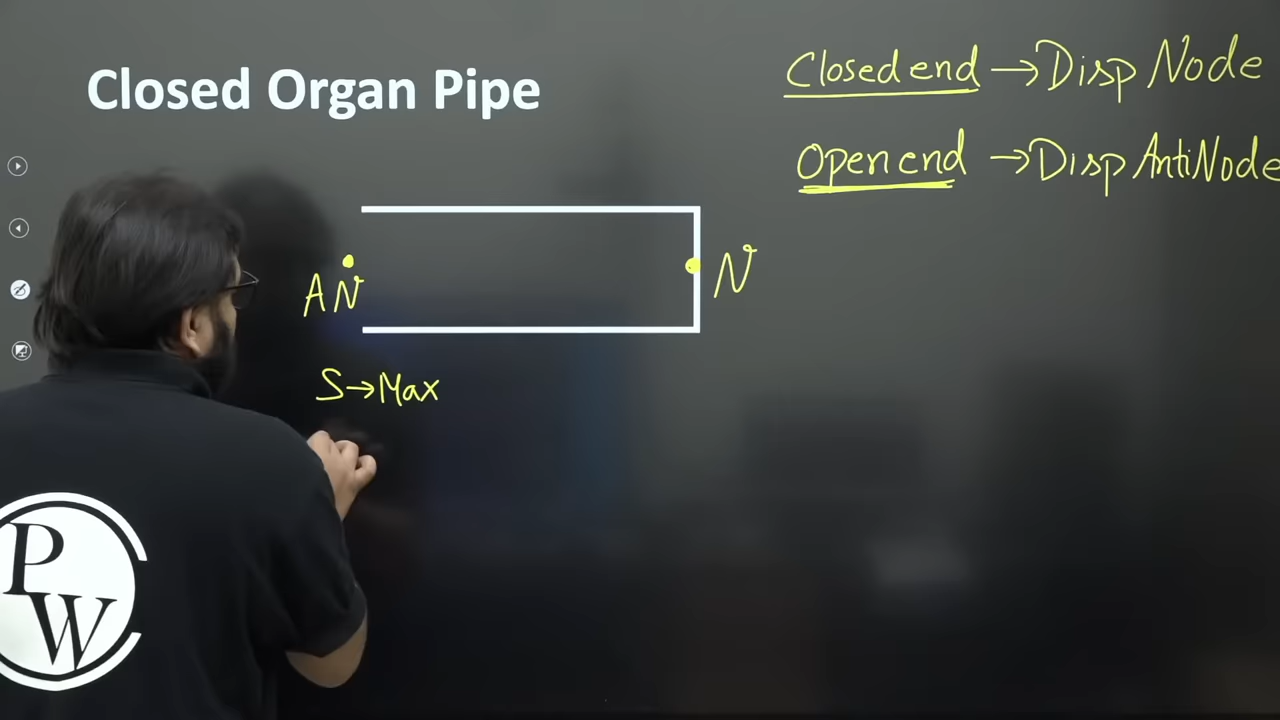 Closed Organ Pipe
Closed end → Disp Node
Open end → Disp AntiNode
AN
N
S → Max
PW